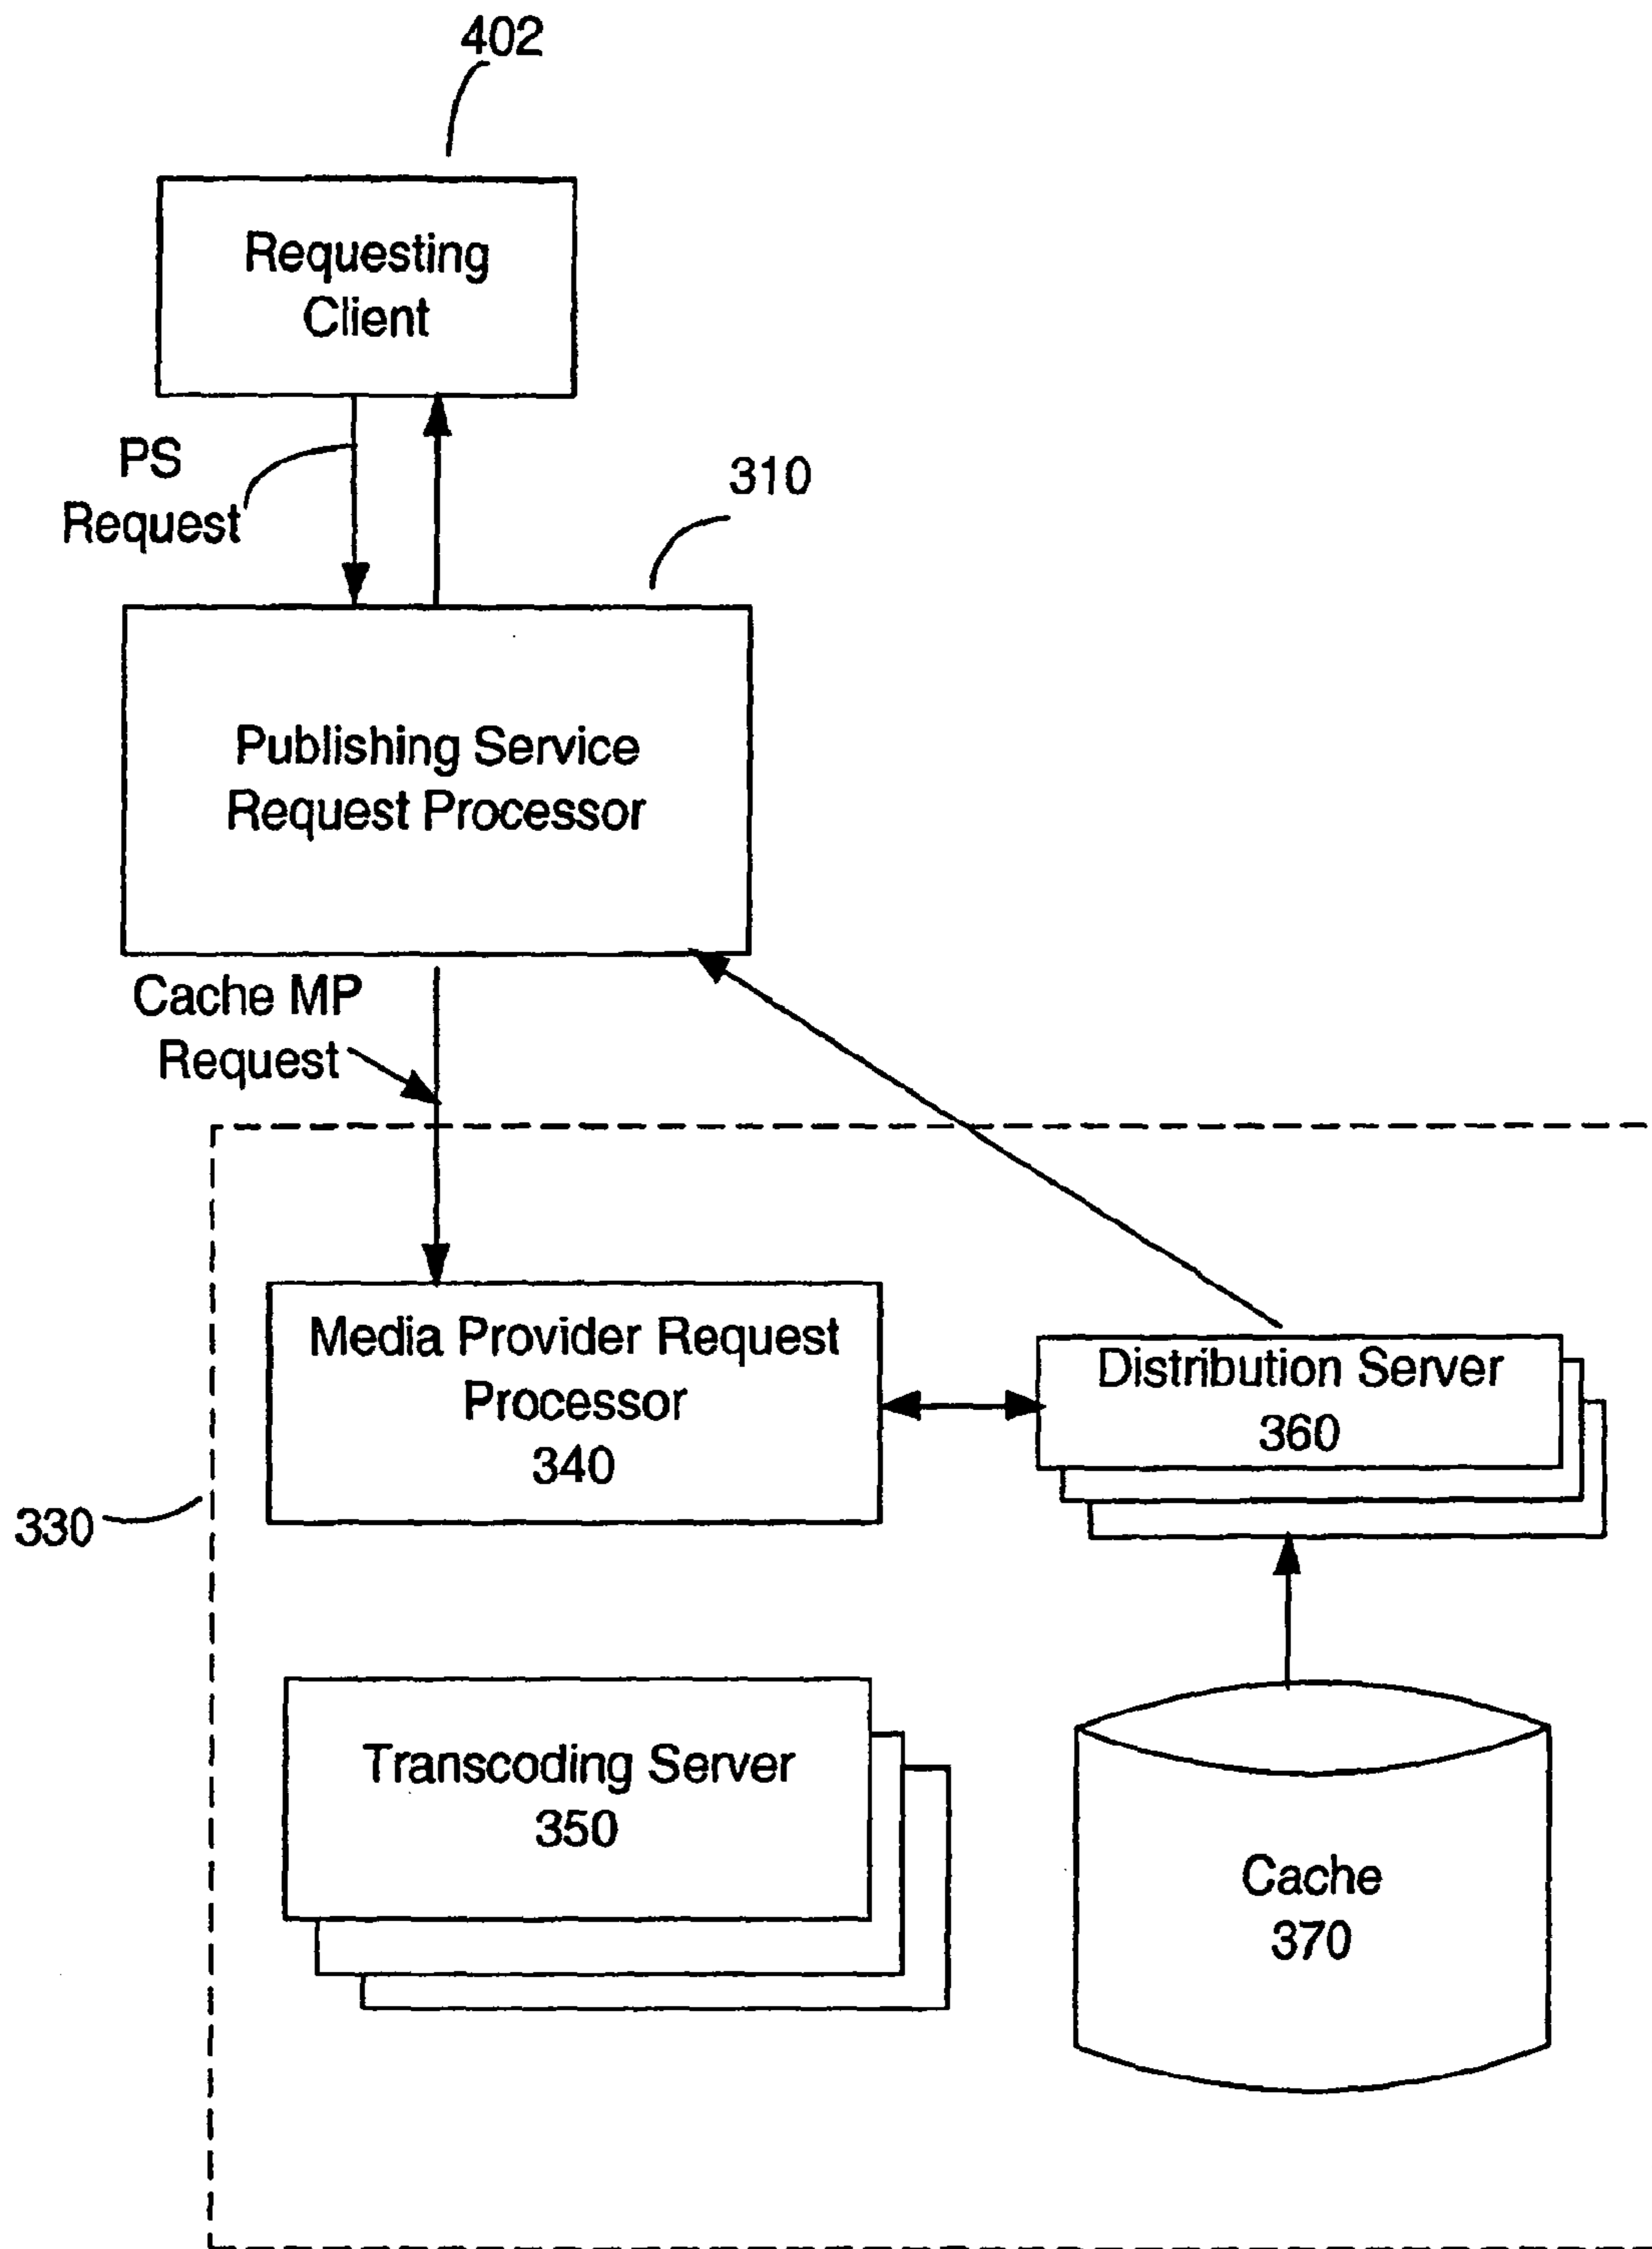 402
Requesting
Client
PS
Request
310
Publishing Service
Request Processor
Cache MP
Request
Media Provider Request
Processor
340
Distribution Server
360
330
Transcoding Server
350
Cache
370